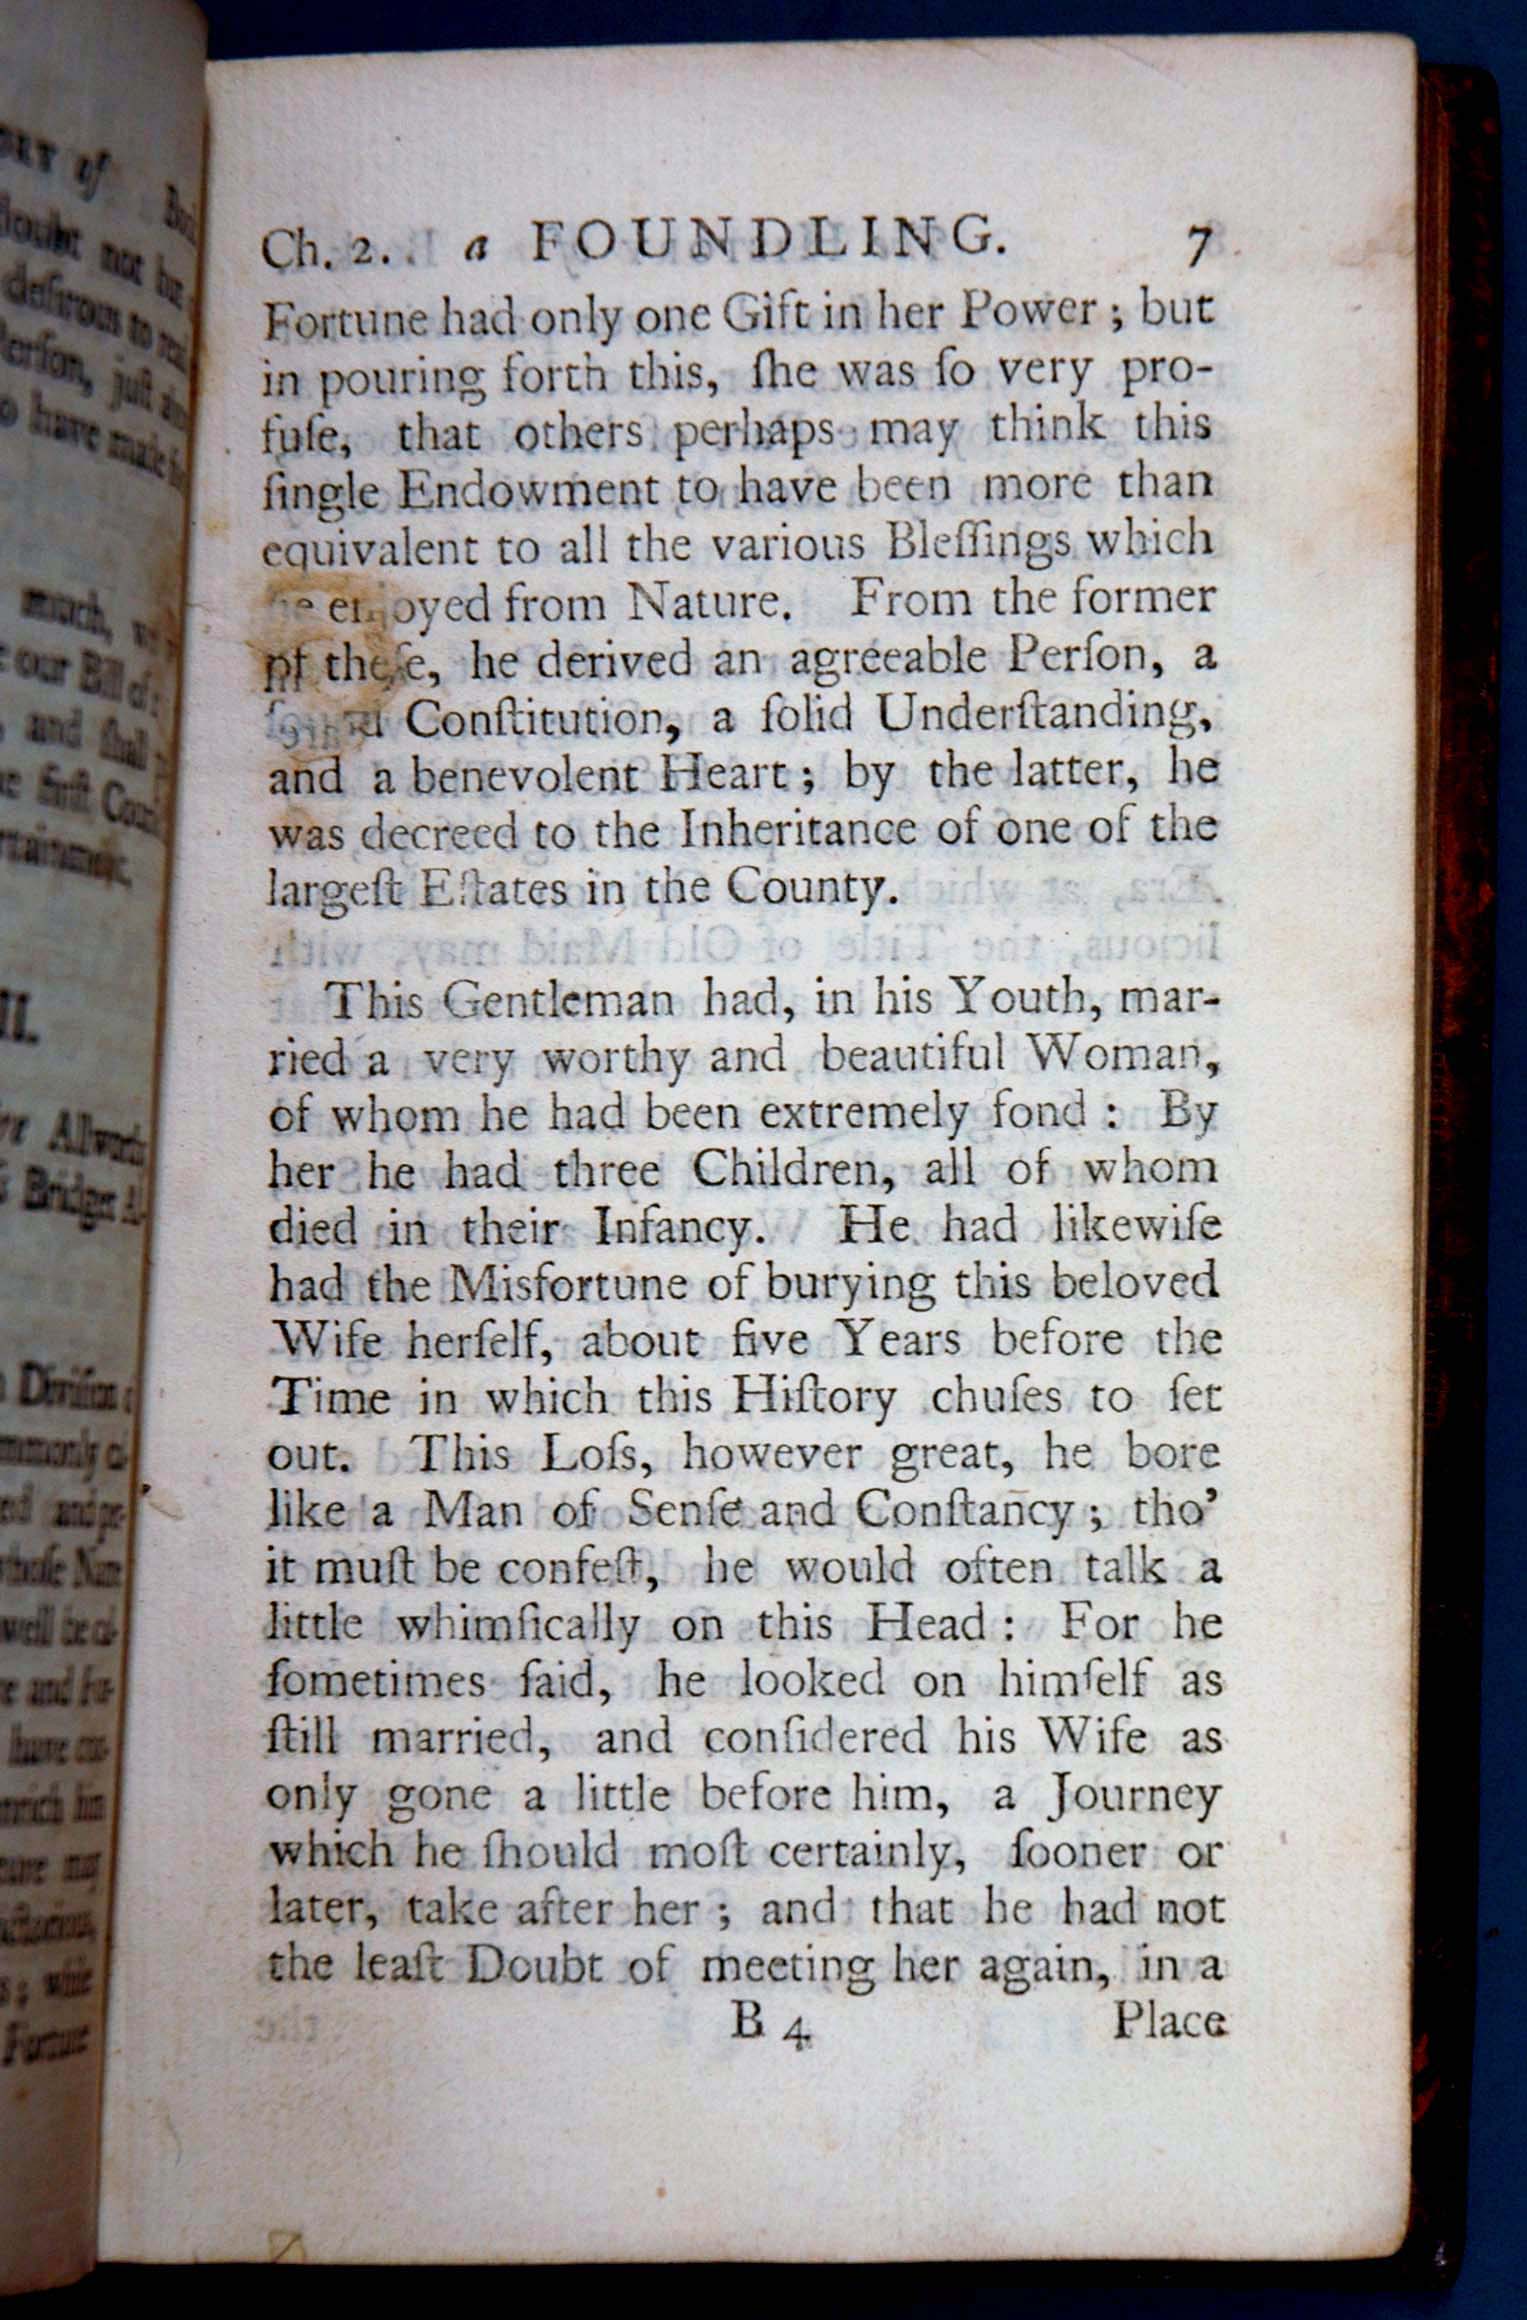 Ch. 2. a FOUNDLING. 7
Fortune had only one Gift in her Power; but
in pouring forth this, ſhe was ſo very pro-
fuſe, that others perhaps may think this
ſingle Endowment to have been more than
equivalent to all the various Bleſſings which
he enjoyed from Nature. From the former
of theſe, he derived an agreeable Perſon, a
Conſtitution, a ſolid Underſtanding,
and a benevolent Heart; by the latter, he
was decreed to the Inheritance of one of the
largeſt Eſtates in the County.
This Gentleman had, in his Youth, mar-
ried a very worthy and beautiful Woman,
of whom he had been extremely fond: By
her he had three Children, all of whom
died in their Infancy. He had likewiſe
had the Misfortune of burying this beloved
Wife herſelf, about five Years before the
Time in which this Hiſtory chuſes to ſet
out. This Loſs, however great, he bore
like a Man of Senſe and Conſtancy; tho'
it muſt be confeſt, he would often talk a
little whimſically on this Head: For he
ſometimes ſaid, he looked on himſelf as
ſtill married, and conſidered his Wife as
only gone a little before him, a Journey
which he ſhould moſt certainly, ſooner or
later, take after her; and that he had not
the leaſt Doubt of meeting her again, in a
B 4 Place